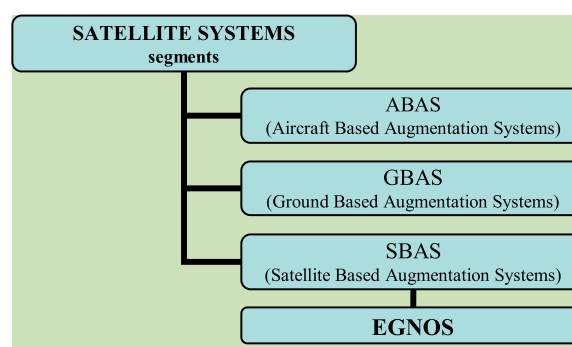 SATELLITE SYSTEMS
segments
ABAS
(Aircraft Based Augmentation Systems)
GBAS
(Ground Based Augmentation Systems)
SBAS
(Satellite Based Augmentation Systems)
EGNOS